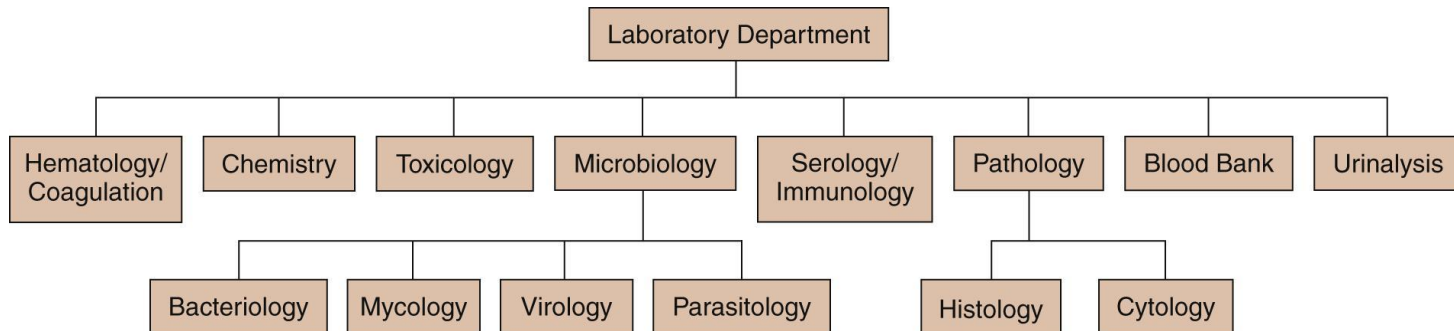 Laboratory Department
Hematology/
Coagulation
Chemistry
Toxicology
Microbiology
Serology/
Immunology
Pathology
Blood Bank
Urinalysis
Bacteriology
Mycology
Virology
Parasitology
Histology
Cytology